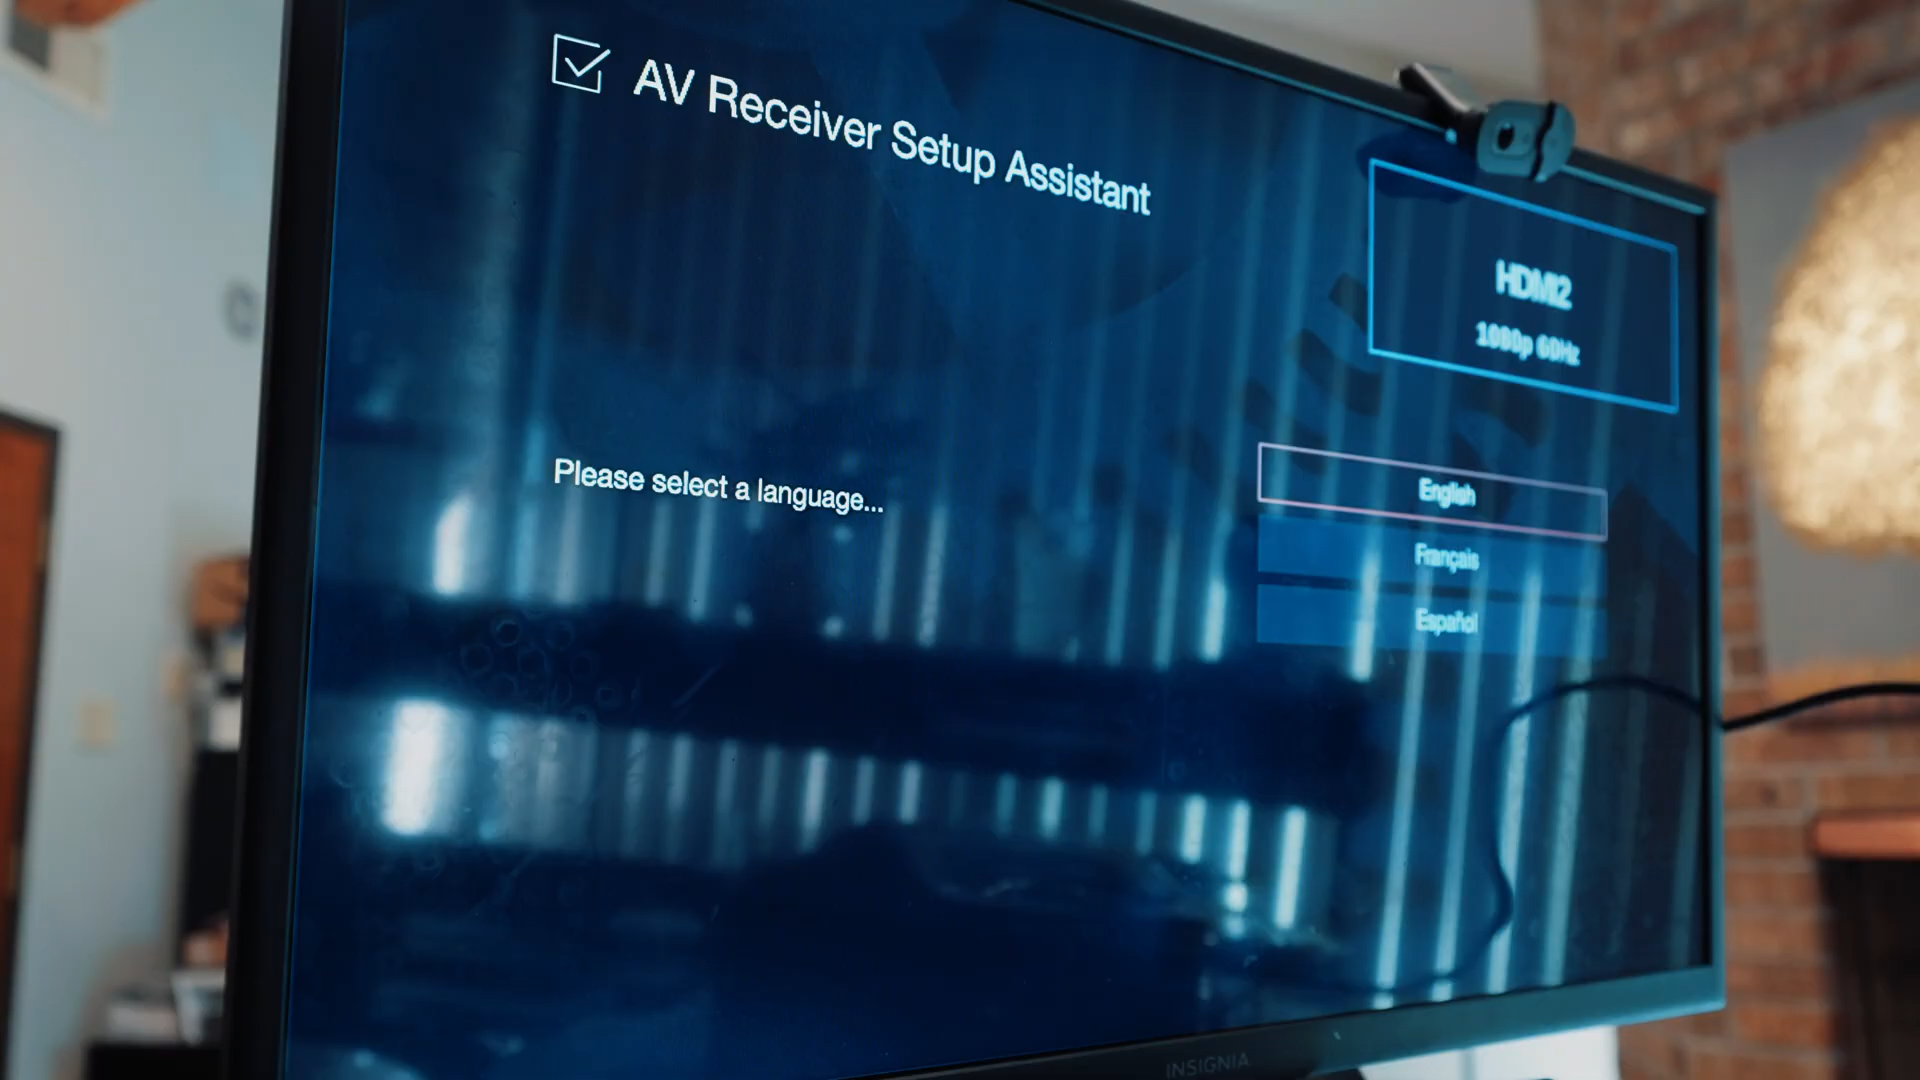 AV Receiver Setup Assistant
HDMI2
1080p 60Hz
Please select a language...
English
Français
Español
INSIGNIA